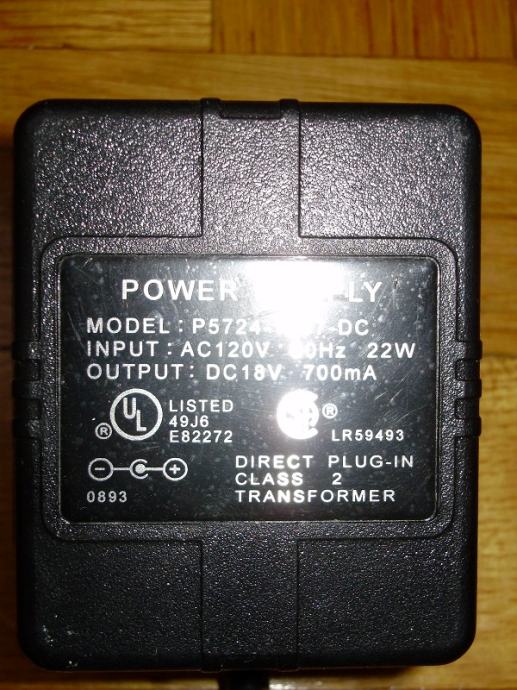 POWER
MODEL : P5724 DC
INPUT : AC120V 60Hz 22W
OUTPUT : DC18V 700mA
UL ® LISTED
49J6
E82272
®
LR59493
DIRECT PLUG-IN
CLASS 2
TRANSFORMER
0893